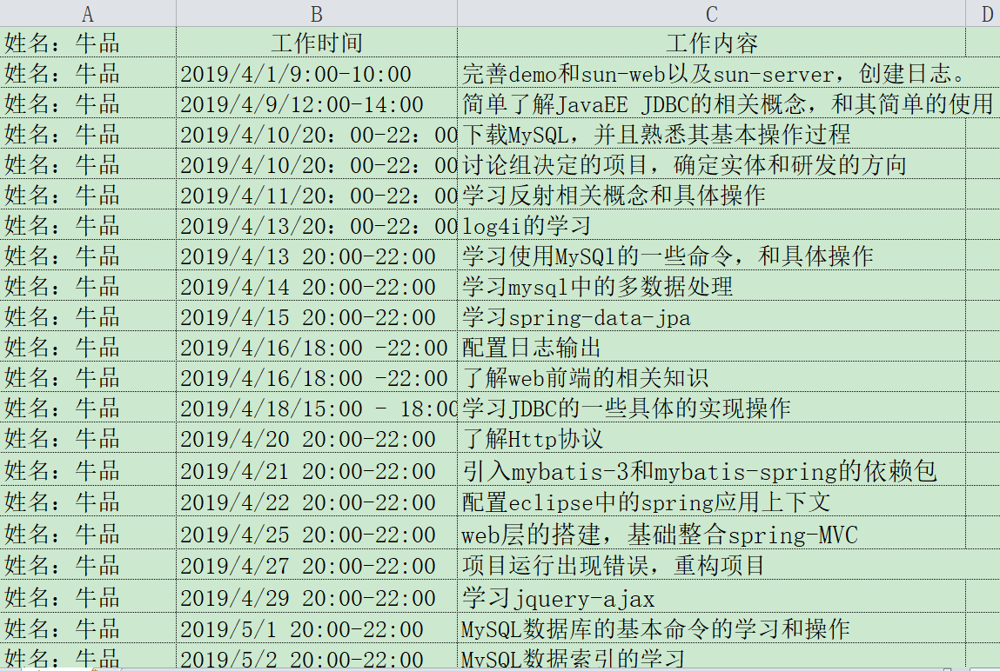 A B C D
姓名：牛品 工作时间 工作内容
姓名：牛品 2019/4/1/9:00-10:00 完善demo和sun-web以及sun-server，创建日志。
姓名：牛品 2019/4/9/12:00-14:00 简单了解JavaEE JDBC的相关概念，和其简单的使用
姓名：牛品 2019/4/10/20：00-22：00 下载MySQL，并且熟悉其基本操作过程
姓名：牛品 2019/4/10/20：00-22：00 讨论组决定的项目，确定实体和研发的方向
姓名：牛品 2019/4/11/20：00-22：00 学习反射相关概念和具体操作
姓名：牛品 2019/4/13/20：00-22：00 log4i的学习
姓名：牛品 2019/4/13 20:00-22:00 学习使用MySQl的一些命令，和具体操作
姓名：牛品 2019/4/14 20:00-22:00 学习mysql中的多数据处理
姓名：牛品 2019/4/15 20:00-22:00 学习spring-data-jpa
姓名：牛品 2019/4/16/18:00 -22:00 配置日志输出
姓名：牛品 2019/4/16/18:00 -22:00 了解web前端的相关知识
姓名：牛品 2019/4/18/15:00 - 18:00 学习JDBC的一些具体的实现操作
姓名：牛品 2019/4/20 20:00-22:00 了解Http协议
姓名：牛品 2019/4/21 20:00-22:00 引入mybatis-3和mybatis-spring的依赖包
姓名：牛品 2019/4/22 20:00-22:00 配置eclipse中的spring应用上下文
姓名：牛品 2019/4/25 20:00-22:00 web层的搭建，基础整合spring-MVC
姓名：牛品 2019/4/27 20:00-22:00 项目运行出现错误，重构项目
姓名：牛品 2019/4/29 20:00-22:00 学习jquery-ajax
姓名：牛品 2019/5/1 20:00-22:00 MySQL数据库的基本命令的学习和操作
姓名：牛品 2019/5/2 20:00-22:00 MySQL数据索引的学习